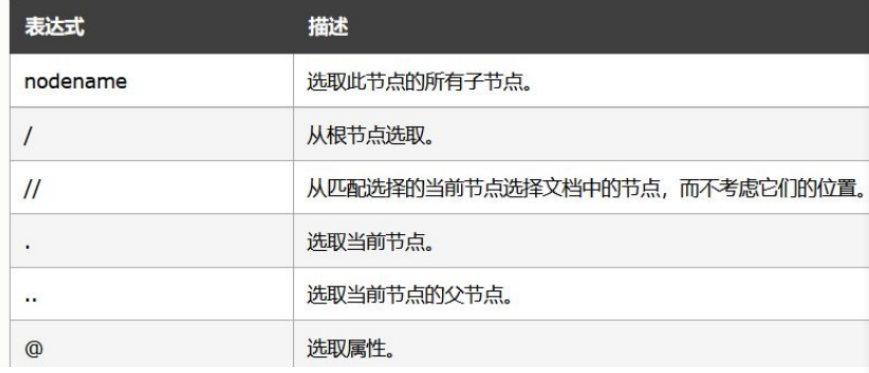 表达式 描述
nodename 选取此节点的所有子节点。
/ 从根节点选取。
// 从匹配选择的当前节点选择文档中的节点，而不考虑它们的位置。
. 选取当前节点。
.. 选取当前节点的父节点。
@ 选取属性。